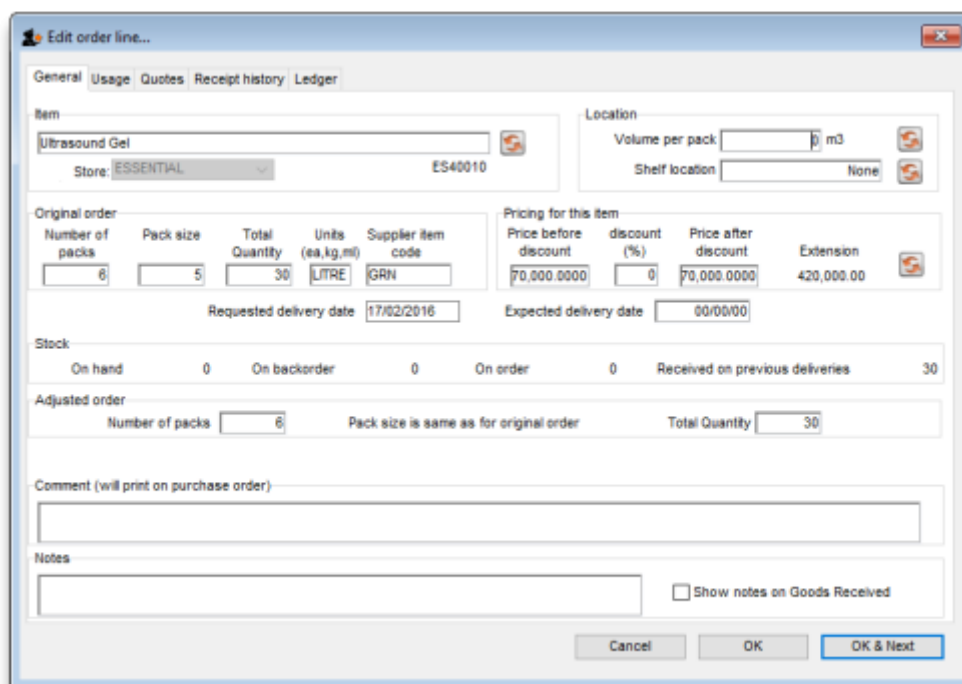 Edit order line...
General Usage Quotes Receipt history Ledger
Item
Ultrasound Gel
Store: ESSENTIAL ES40010
Location
Volume per pack 0 m3
Shelf location None
Original order
Number of packs Pack size Total Quantity Units (ea,kg,ml) Supplier item code
6 5 30 LITRE GRN
Pricing for this item
Price before discount discount (%) Price after discount Extension
70,000.0000 0 70,000.0000 420,000.00
Requested delivery date 17/02/2016 Expected delivery date 00/00/00
Stock
On hand 0 On backorder 0 On order 0 Received on previous deliveries 30
Adjusted order
Number of packs 6 Pack size is same as for original order Total Quantity 30
Comment (will print on purchase order)
Notes
Show notes on Goods Received
Cancel OK OK & Next